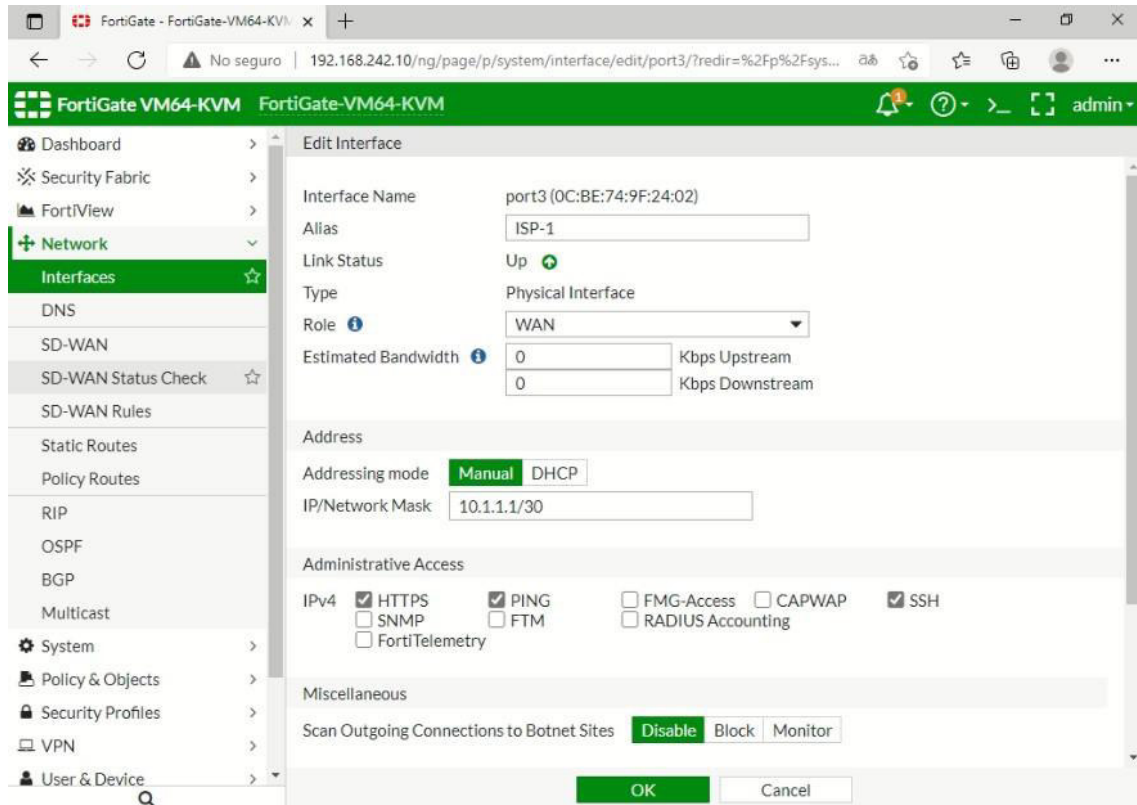 FortiGate - FortiGate-VM64-KVM
No seguro 192.168.242.10/ng/page/p/system/interface/edit/port3/?redir=%2Fp%2Fsys...
FortiGate VM64-KVM FortiGate-VM64-KVM 1 admin
Dashboard
Security Fabric
FortiView
Network
Interfaces
DNS
SD-WAN
SD-WAN Status Check
SD-WAN Rules
Static Routes
Policy Routes
RIP
OSPF
BGP
Multicast
System
Policy & Objects
Security Profiles
VPN
User & Device
Edit Interface
Interface Name port3 (0C:BE:74:9F:24:02)
Alias ISP-1
Link Status Up
Type Physical Interface
Role WAN
Estimated Bandwidth 0 Kbps Upstream
0 Kbps Downstream
Address
Addressing mode Manual DHCP
IP/Network Mask 10.1.1.1/30
Administrative Access
IPv4 HTTPS PING FMG-Access CAPWAP SSH
SNMP FTM RADIUS Accounting
FortiTelemetry
Miscellaneous
Scan Outgoing Connections to Botnet Sites Disable Block Monitor
OK Cancel